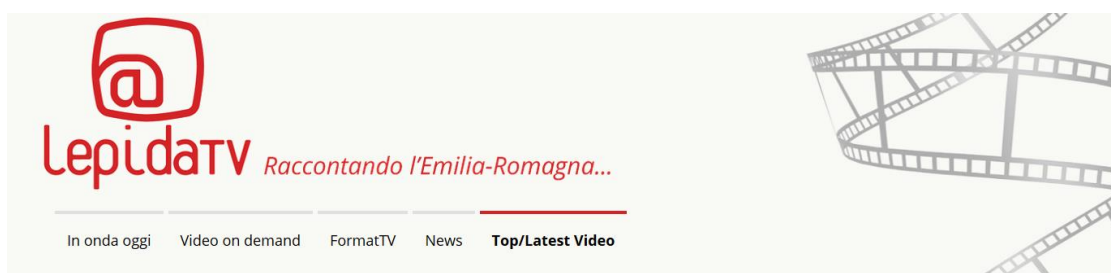 @
lepidaTV Raccontando l'Emilia-Romagna...
In onda oggi Video on demand FormatTV News Top/Latest Video